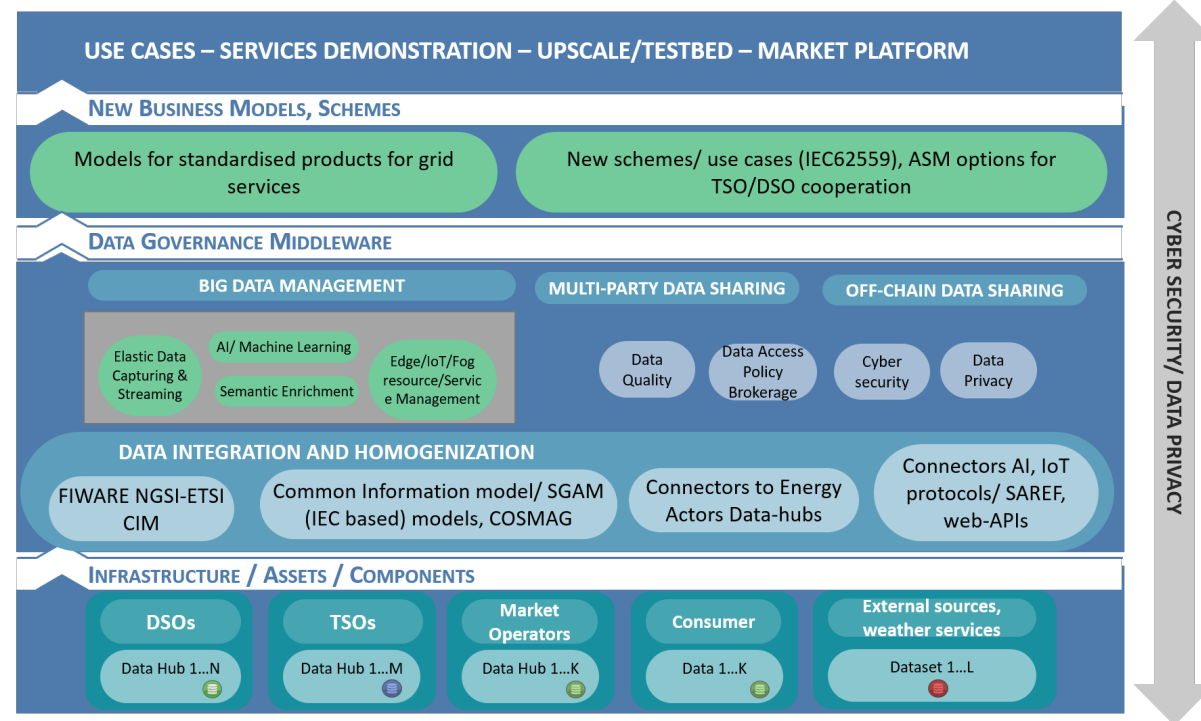 USE CASES – SERVICES DEMONSTRATION – UPSCALE/TESTBED – MARKET PLATFORM
NEW BUSINESS MODELS, SCHEMES
Models for standardised products for grid
services
New schemes/ use cases (IEC62559), ASM options for
TSO/DSO cooperation
DATA GOVERNANCE MIDDLEWARE
BIG DATA MANAGEMENT
MULTI-PARTY DATA SHARING
OFF-CHAIN DATA SHARING
Elastic Data
Capturing &
Streaming
AI/ Machine Learning
Semantic Enrichment
Edge/IoT/Fog
resource/Servic
e Management
Data
Quality
Data Access
Policy
Brokerage
Cyber
security
Data
Privacy
DATA INTEGRATION AND HOMOGENIZATION
FIWARE NGSI-ETSI
CIM
Common Information model/ SGAM
(IEC based) models, COSMAG
Connectors to Energy
Actors Data-hubs
Connectors AI, IoT
protocols/ SAREF,
web-APIs
INFRASTRUCTURE / ASSETS / COMPONENTS
DSOs
Data Hub 1...N
TSOs
Data Hub 1...M
Market
Operators
Data Hub 1...K
Consumer
Data 1...K
External sources,
weather services
Dataset 1...L
CYBER SECURITY/ DATA PRIVACY